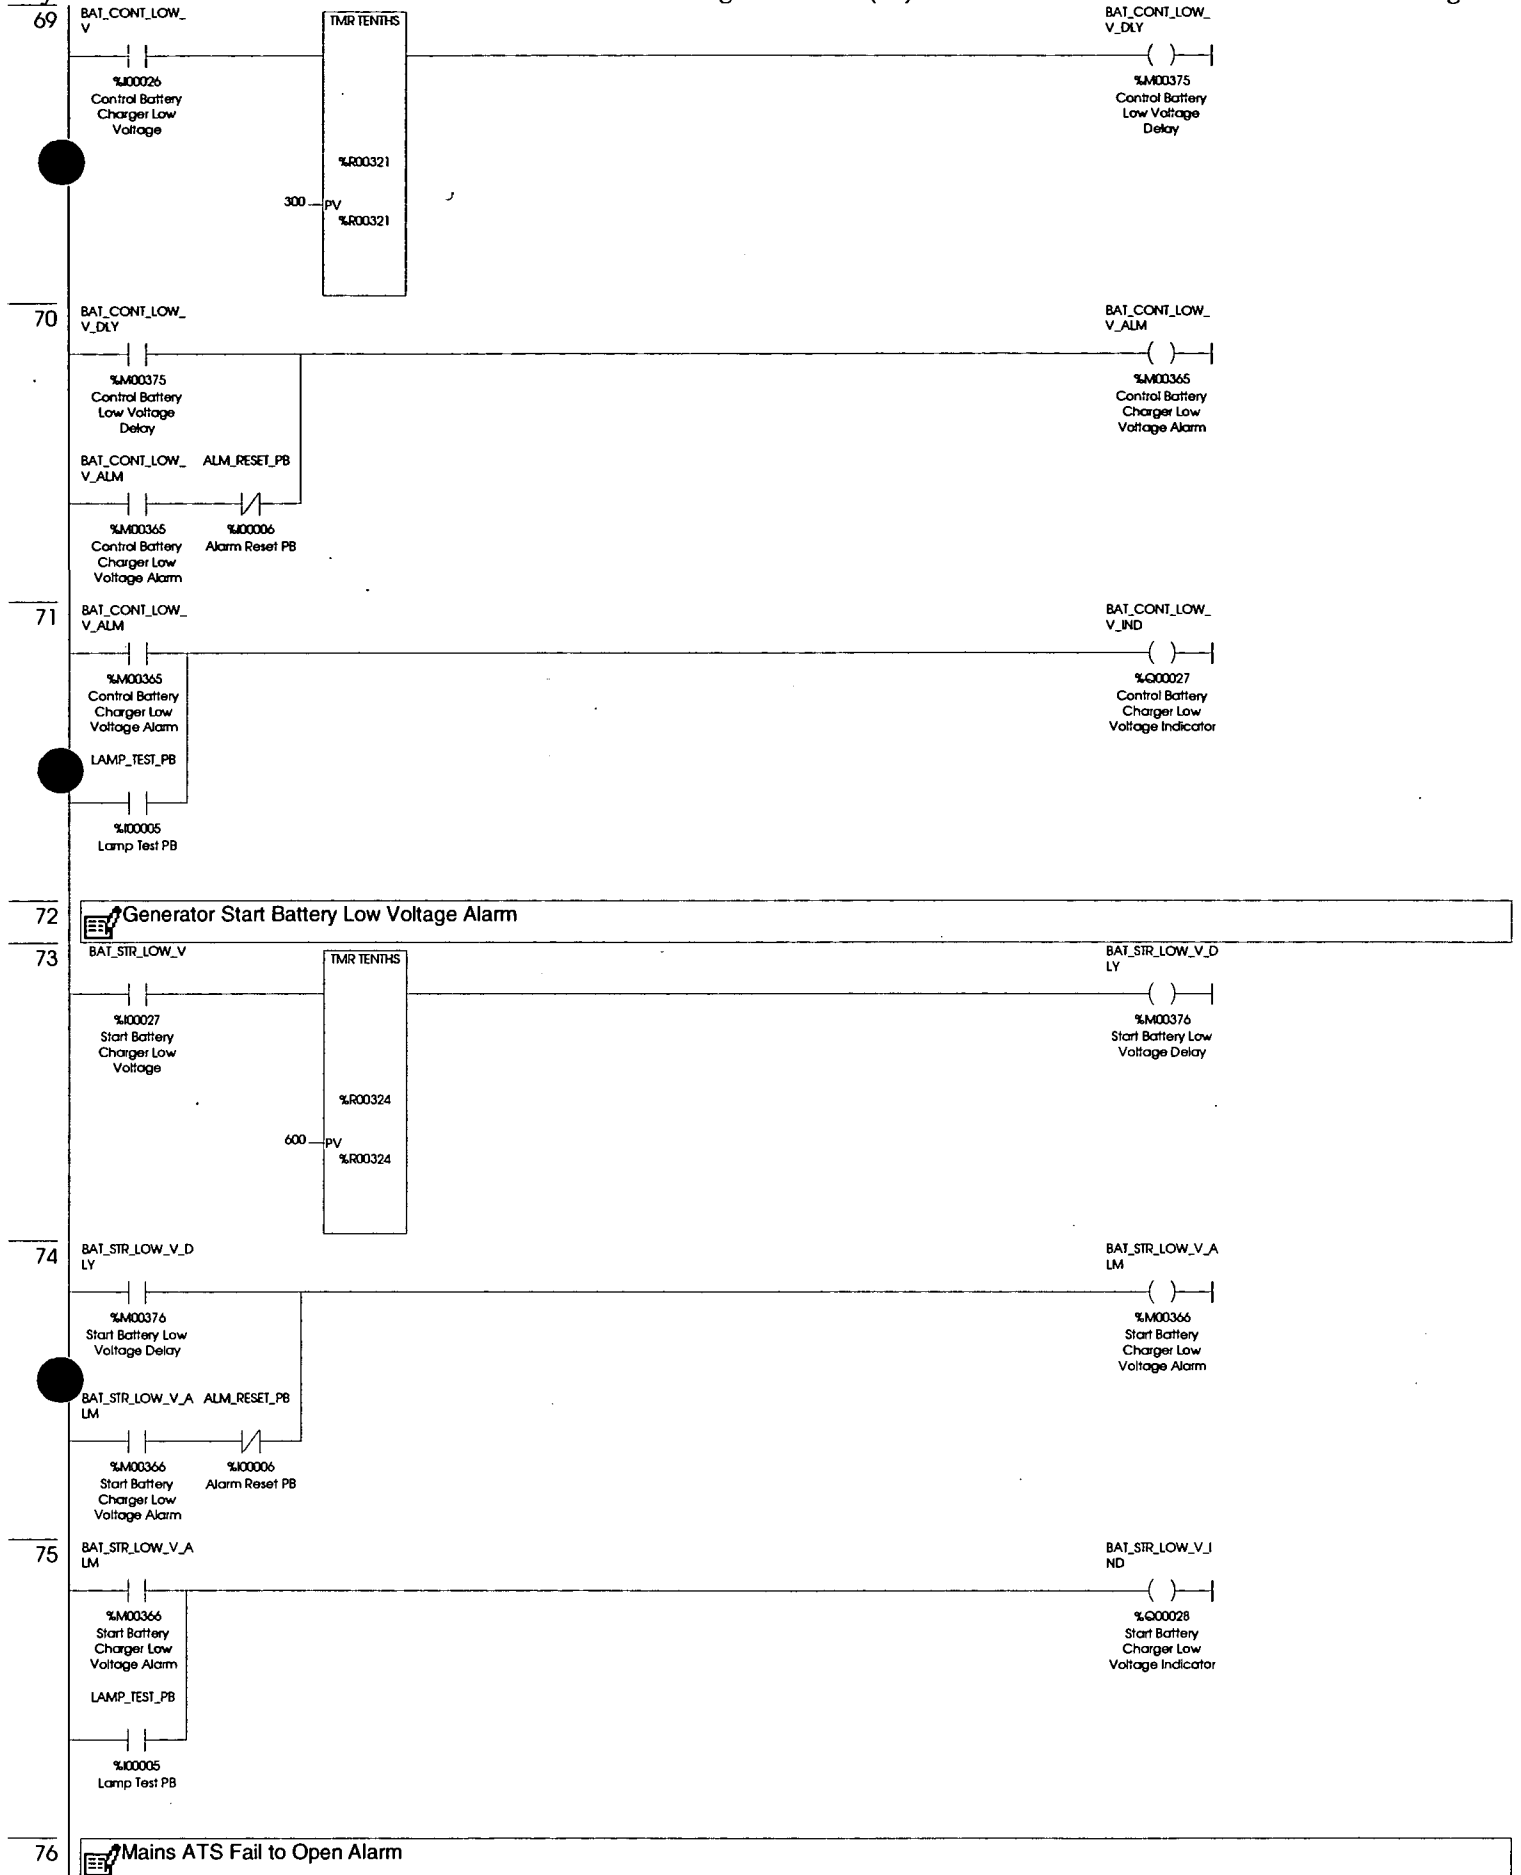 69
BAT_CONT_LOW_
V
TMR TENTHS
BAT_CONT_LOW_
V_DLY
%I00026
Control Battery
Charger Low
Voltage
%M00375
Control Battery
Low Voltage
Delay
%R00321
300
PV
%R00321
70
BAT_CONT_LOW_
V_DLY
BAT_CONT_LOW_
V_ALM
%M00375
Control Battery
Low Voltage
Delay
%M00365
Control Battery
Charger Low
Voltage Alarm
BAT_CONT_LOW_
V_ALM
ALM_RESET_PB
%M00365
Control Battery
Charger Low
Voltage Alarm
%I00006
Alarm Reset PB
71
BAT_CONT_LOW_
V_ALM
BAT_CONT_LOW_
V_IND
%M00365
Control Battery
Charger Low
Voltage Alarm
%Q00027
Control Battery
Charger Low
Voltage Indicator
LAMP_TEST_PB
%I00005
Lamp Test PB
72
Generator Start Battery Low Voltage Alarm
73
BAT_STR_LOW_V
TMR TENTHS
BAT_STR_LOW_V_D
LY
%I00027
Start Battery
Charger Low
Voltage
%M00376
Start Battery Low
Voltage Delay
%R00324
600
PV
%R00324
74
BAT_STR_LOW_V_D
LY
BAT_STR_LOW_V_A
LM
%M00376
Start Battery Low
Voltage Delay
%M00366
Start Battery
Charger Low
Voltage Alarm
BAT_STR_LOW_V_A
LM
ALM_RESET_PB
%M00366
Start Battery
Charger Low
Voltage Alarm
%I00006
Alarm Reset PB
75
BAT_STR_LOW_V_A
LM
BAT_STR_LOW_V_I
ND
%M00366
Start Battery
Charger Low
Voltage Alarm
%Q00028
Start Battery
Charger Low
Voltage Indicator
LAMP_TEST_PB
%I00005
Lamp Test PB
76
Mains ATS Fail to Open Alarm